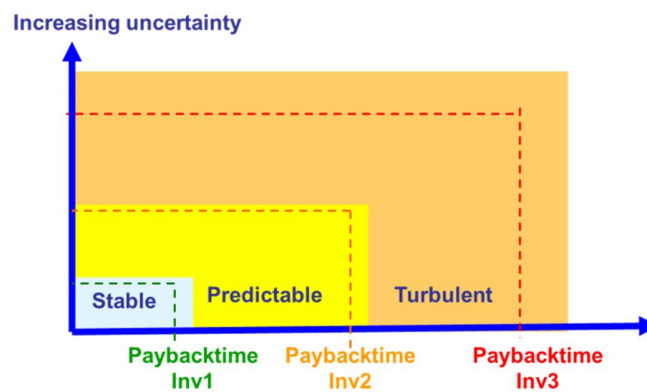 Increasing uncertainty
Stable
Predictable
Turbulent
Paybacktime
Inv1
Paybacktime
Inv2
Paybacktime
Inv3